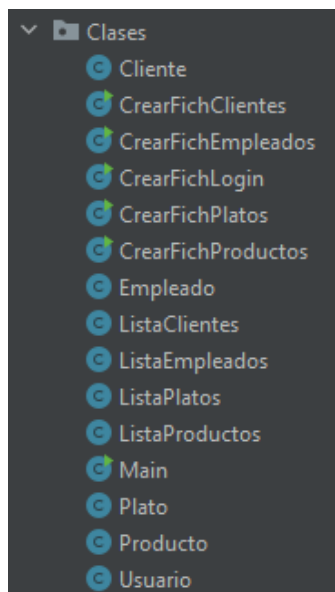 Clases
Cliente
CrearFichClientes
CrearFichEmpleados
CrearFichLogin
CrearFichPlatos
CrearFichProductos
Empleado
ListaClientes
ListaEmpleados
ListaPlatos
ListaProductos
Main
Plato
Producto
Usuario